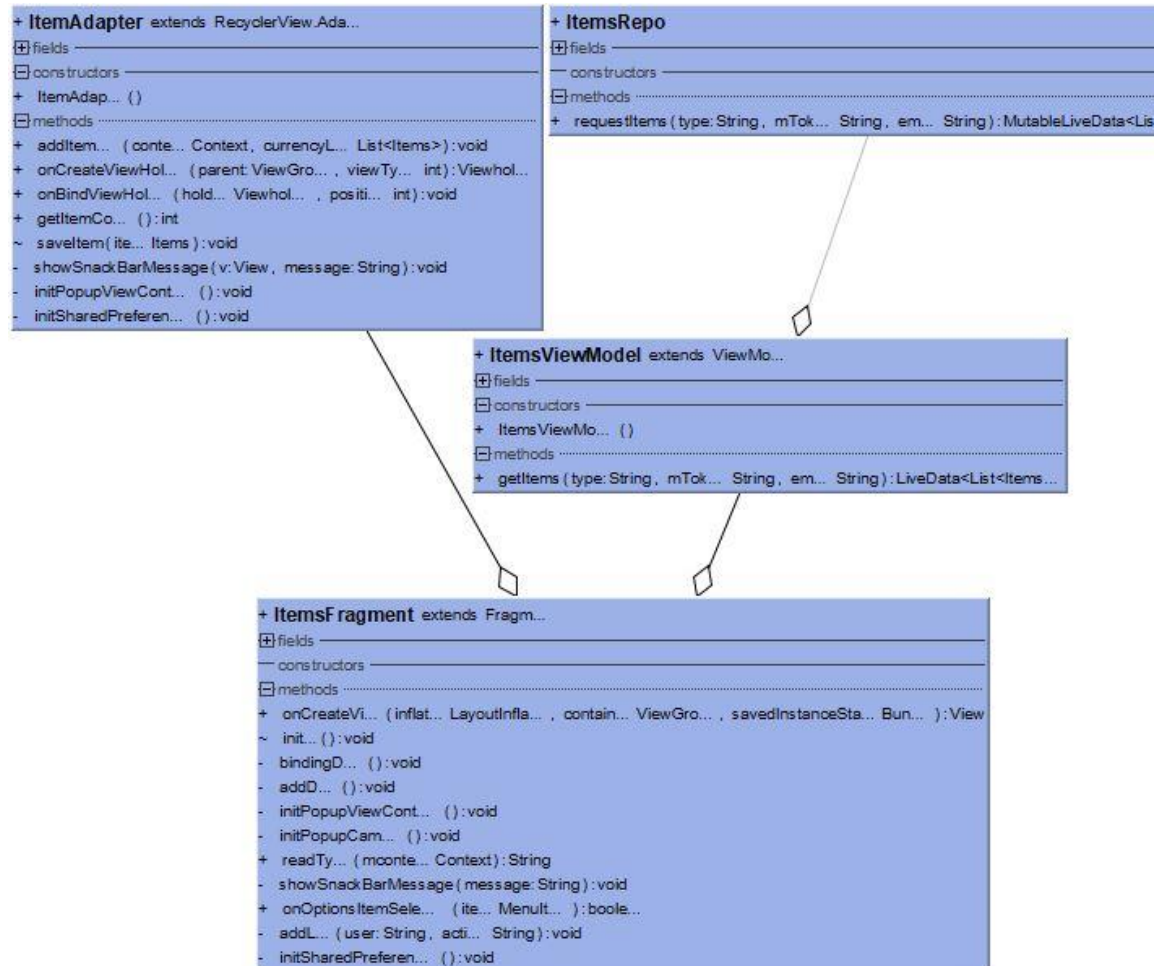 + ItemAdapter extends RecyclerView.Ada...
fields
constructors
+ ItemAdap... ()
methods
+ addItem... (conte... Context, currencyL... List<Items>):void
+ onCreateViewHol... (parent:ViewGro... , viewTy... int):Viewhol...
+ onBindViewHol... (hold... Viewhol... , positi... int):void
+ getItemCo... ():int
~ saveItem(ite... Items):void
- showSnackBarMessage(v:View, message:String):void
- initPopupViewCont... ():void
- initSharedPreferen... ():void
+ ItemsRepo
fields
constructors
methods
+ requestItems(type:String, mTok... String, em... String):MutableLiveData<Lis
+ ItemsViewModel extends ViewMo...
fields
constructors
+ ItemsViewMo... ()
methods
+ getItems(type:String, mTok... String, em... String):LiveData<List<Items...
+ ItemsFragment extends Fragm...
fields
constructors
methods
+ onCreateVi... (inflat... LayoutInfla... , contain... ViewGro... , savedInstanceSta... Bun... ):View
~ init...():void
- bindingD... ():void
- addD... ():void
- initPopupViewCont... ():void
- initPopupCam... ():void
+ readTy... (mconte... Context):String
- showSnackBarMessage(message:String):void
+ onOptionsItemSele... (ite... MenuIt... ):boole...
- addL... (user:String, acti... String):void
- initSharedPreferen... ():void